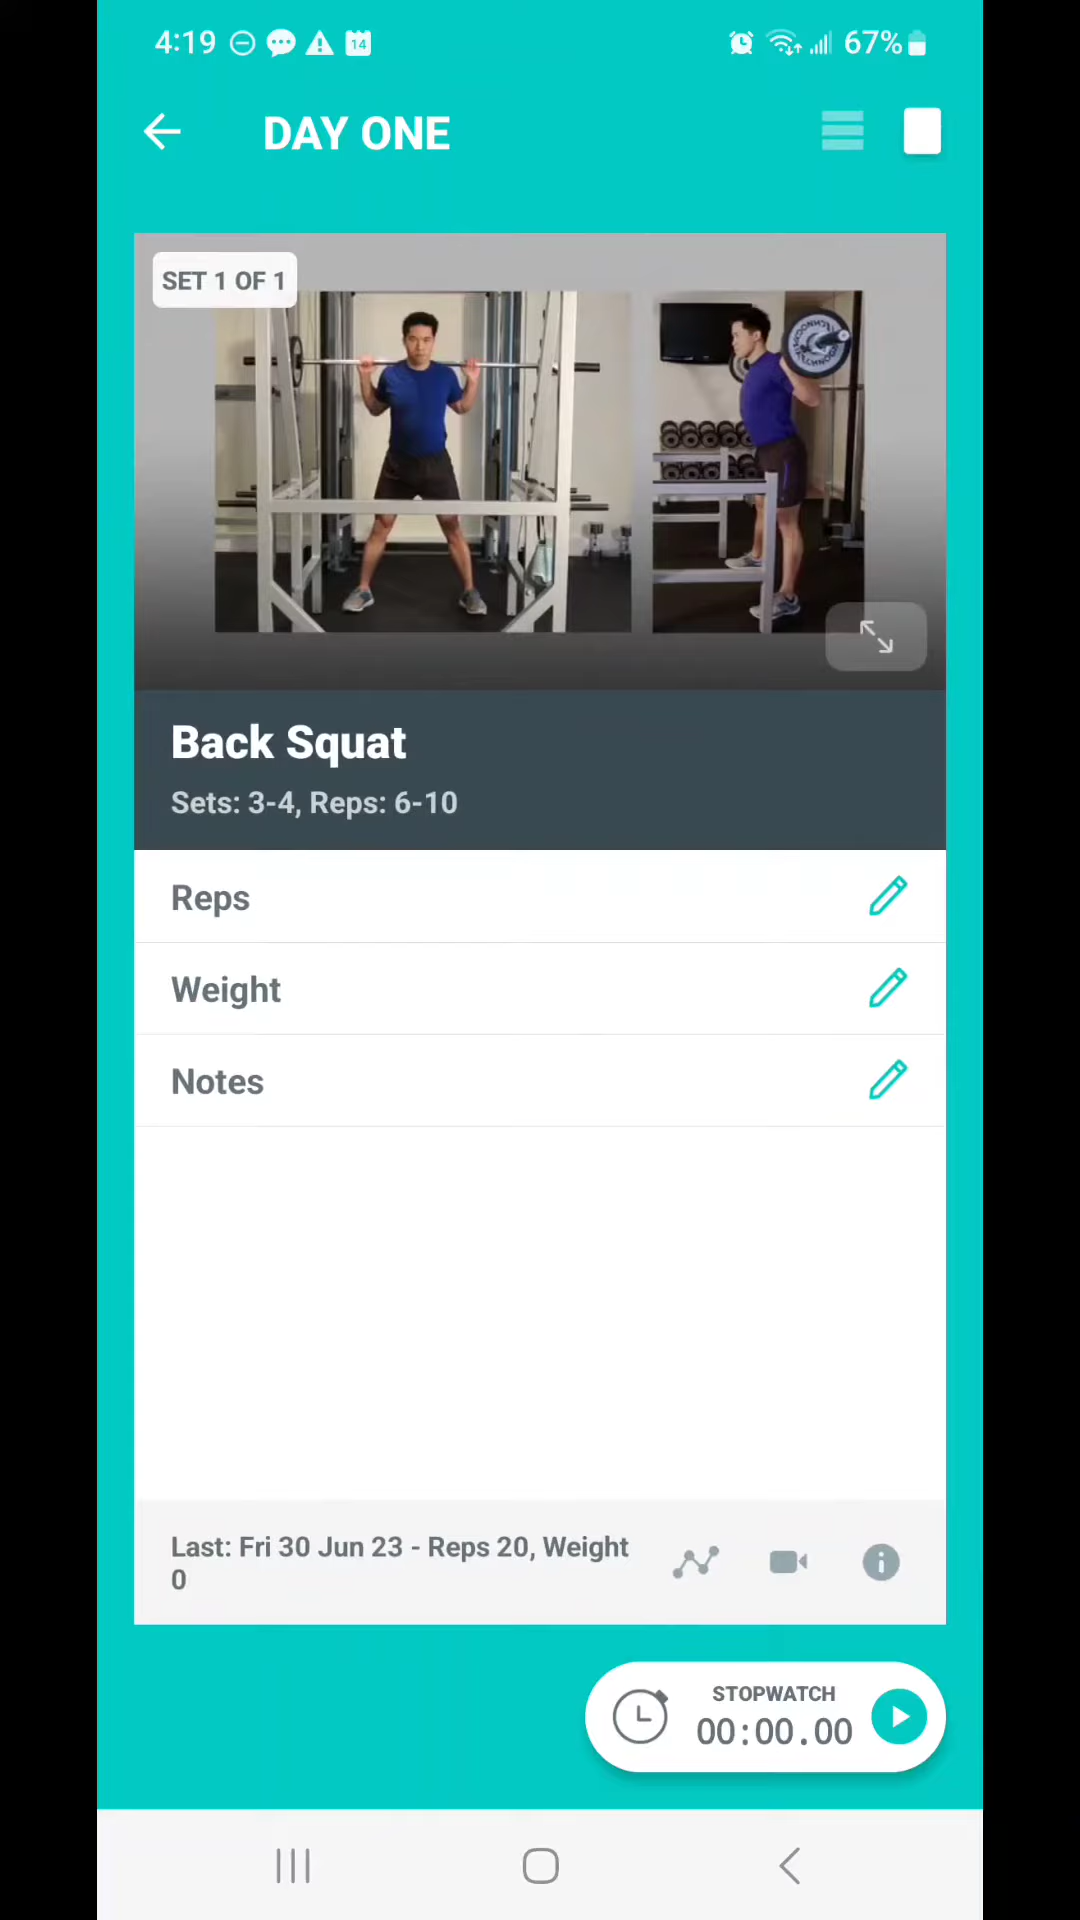 4:19
14
67%
DAY ONE
SET 1 OF 1
Back Squat
Sets: 3-4, Reps: 6-10
Reps
Weight
Notes
Last: Fri 30 Jun 23 - Reps 20, Weight
0
STOPWATCH
00:00.00